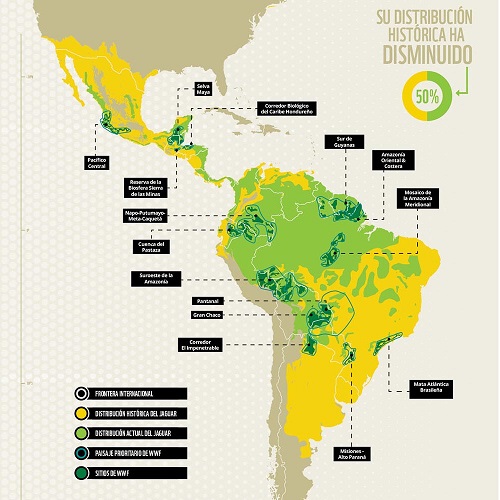 SU DISTRIBUCIÓN
HISTÓRICA HA
DISMINUIDO
50%
Selva
Maya
Corredor Biológico
del Caribe Hondureño
Sur de
Guyanas
Amazonía
Oriental &
Costera
Pacífico
Central
Reserva de la
Biosfera Sierra
de las Minas
Mosaico de
la Amazonía
Meridional
Napo-Putumayo-
Meta-Caquetá
Cuenca del
Pastaza
Suroeste de la
Amazonía
Pantanal
Gran Chaco
Corredor
El Impenetrable
Mata Atlântica
Brasileña
Misiones -
Alto Paraná
FRONTERA INTERNACIONAL
DISTRIBUCIÓN HISTÓRICA DEL JAGUAR
DISTRIBUCIÓN ACTUAL DEL JAGUAR
PAISAJE PRIORITARIO DE WWF
SITIOS DE WWF